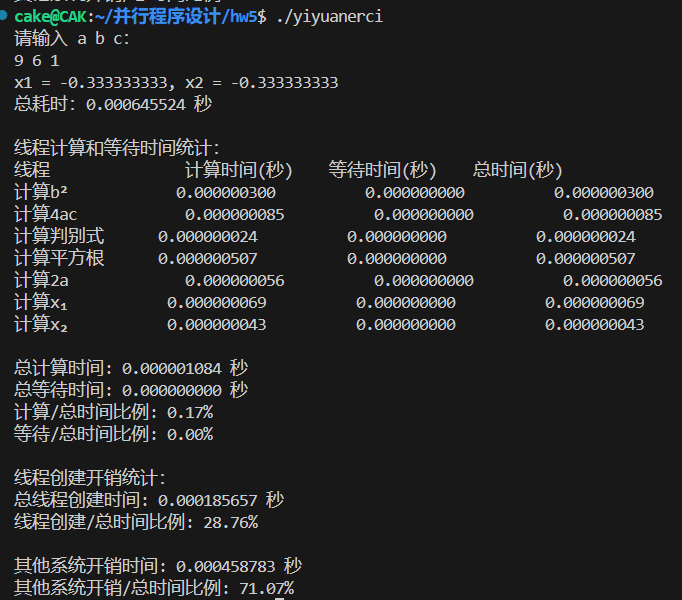 cake@CAK:~/并行程序设计/hw5$ ./yiyuanerci
请输入 a b c:
9 6 1
x1 = -0.333333333, x2 = -0.333333333
总耗时: 0.000645524 秒
线程计算和等待时间统计:
线程 计算时间(秒) 等待时间(秒) 总时间(秒)
计算b² 0.000000300 0.000000000 0.000000300
计算4ac 0.000000085 0.000000000 0.000000085
计算判别式 0.000000024 0.000000000 0.000000024
计算平方根 0.000000507 0.000000000 0.000000507
计算2a 0.000000056 0.000000000 0.000000056
计算x₁ 0.000000069 0.000000000 0.000000069
计算x₂ 0.000000043 0.000000000 0.000000043
总计算时间: 0.000001084 秒
总等待时间: 0.000000000 秒
计算/总时间比例: 0.17%
等待/总时间比例: 0.00%
线程创建开销统计:
总线程创建时间: 0.000185657 秒
线程创建/总时间比例: 28.76%
其他系统开销时间: 0.000458783 秒
其他系统开销/总时间比例: 71.07%